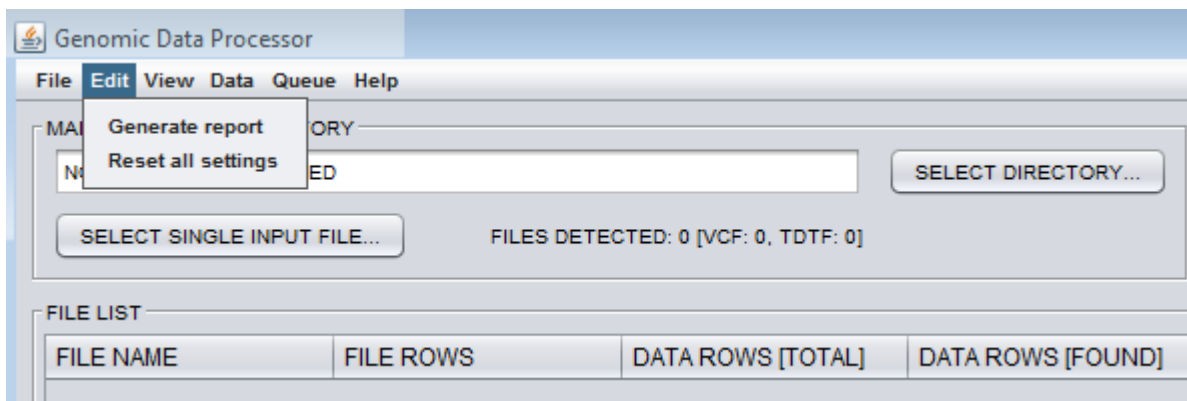 Genomic Data Processor
File Edit View Data Queue Help
Generate report
Reset all settings
SELECT DIRECTORY...
SELECT SINGLE INPUT FILE...
FILES DETECTED: 0 [VCF: 0, TDTF: 0]
FILE LIST
FILE NAME FILE ROWS DATA ROWS [TOTAL] DATA ROWS [FOUND]